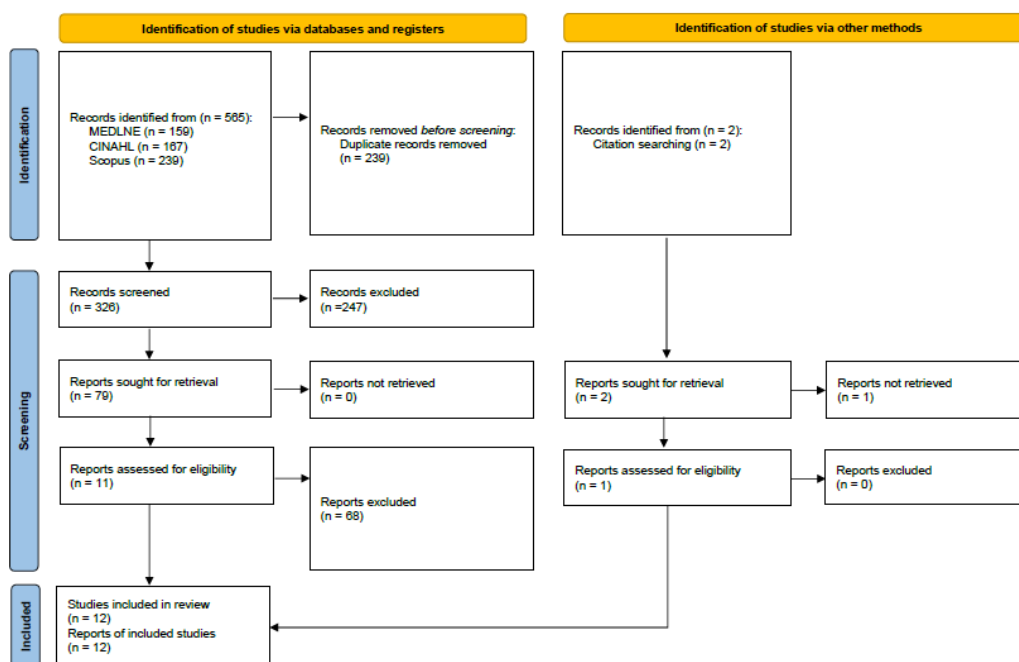 Identification of studies via databases and registers
Identification of studies via other methods
Identification
Records identified from (n = 565):
MEDLNE (n = 159)
CINAHL (n = 167)
Scopus (n = 239)
Records removed before screening:
Duplicate records removed
(n = 239)
Records identified from (n = 2):
Citation searching (n = 2)
Screening
Records screened
(n = 326)
Records excluded
(n =247)
Reports sought for retrieval
(n = 79)
Reports not retrieved
(n = 0)
Reports sought for retrieval
(n = 2)
Reports not retrieved
(n = 1)
Reports assessed for eligibility
(n = 11)
Reports excluded
(n = 68)
Reports assessed for eligibility
(n = 1)
Reports excluded
(n = 0)
Included
Studies included in review
(n = 12)
Reports of included studies
(n = 12)